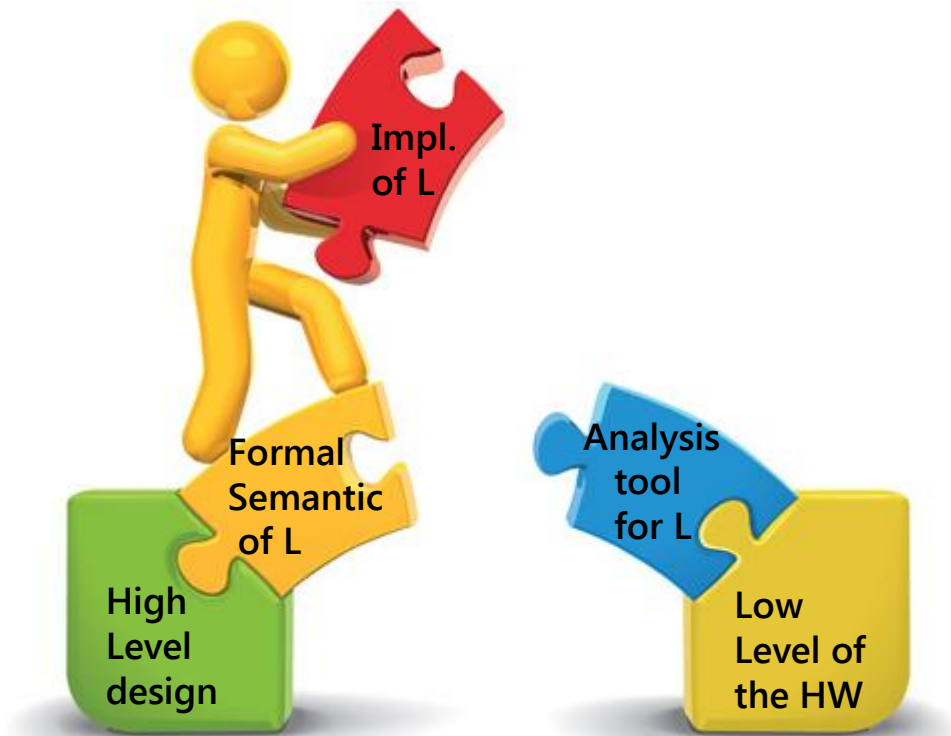 Impl.
of L
Formal
Semantic
of L
Analysis
tool
for L
High
Level
design
Low
Level of
the HW